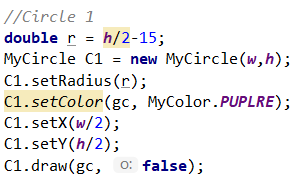 //Circle 1
double r = h/2-15;
MyCircle C1 = new MyCircle(w,h);
C1.setRadius(r);
C1.setColor(gc, MyColor.PUPLRE);
C1.setX(w/2);
C1.setY(h/2);
C1.draw(gc, o: false);